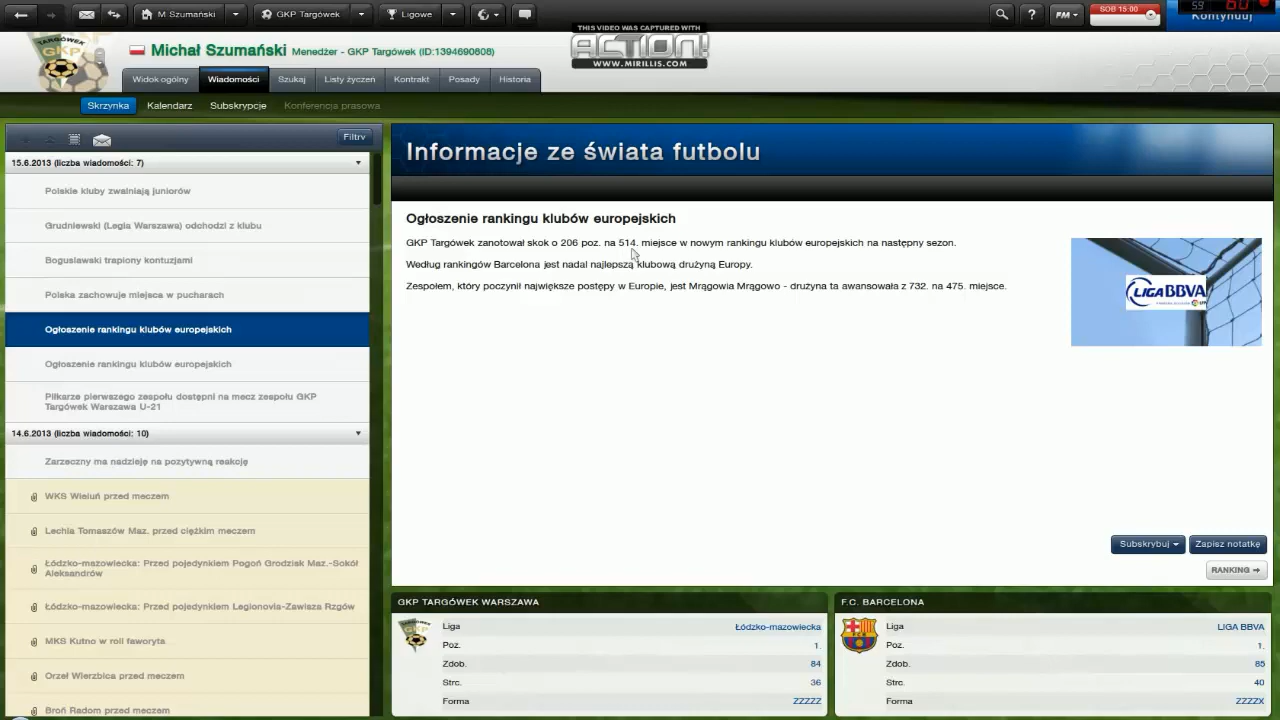 M. Szumański
GKP Targówek
Ligowe
?
FM
SOB 15:00
59 60
Kontynuuj
THIS VIDEO WAS CAPTURED WITH
ACTION!
WWW.MIRILLIS.COM
TARGÓWEK
GKP
Michał Szumański Menedżer - GKP Targówek (ID:1394690808)
Widok ogólny Wiadomości Szukaj Listy życzeń Kontrakt Posady Historia
Skrzynka Kalendarz Subskrypcje Konferencja prasowa
Filtry
15.6.2013 (liczba wiadomości: 7)
Polskie kluby zwalniają juniorów
Grudniewski (Legia Warszawa) odchodzi z klubu
Boguslawski trapiony kontuzjami
Polska zachowuje miejsca w pucharach
Ogłoszenie rankingu klubów europejskich
Ogłoszenie rankingu klubów europejskich
Piłkarze pierwszego zespołu dostępni na mecz zespołu GKP
Targówek Warszawa U-21
14.6.2013 (liczba wiadomości: 10)
Zarzeczny ma nadzieję na pozytywną reakcję
WKS Wieluń przed meczem
Lechia Tomaszów Maz. przed ciężkim meczem
Łódzko-mazowiecka: Przed pojedynkiem Pogoń Grodzisk Maz.-Sokół
Aleksandrów
Łódzko-mazowiecka: Przed pojedynkiem Legionovia-Zawisza Rzgów
MKS Kutno w roli faworyta
Orzeł Wierzbica przed meczem
Broń Radom przed meczem
Informacje ze świata futbolu
Ogłoszenie rankingu klubów europejskich
GKP Targówek zanotował skok o 206 poz. na 514. miejsce w nowym rankingu klubów europejskich na następny sezon.
Według rankingów Barcelona jest nadal najlepszą klubową drużyną Europy.
Zespołem, który poczynił największe postępy w Europie, jest Mrągowia Mrągowo - drużyna ta awansowała z 732. na 475. miejsce.
LIGA BBVA
Subskrybuj Zapisz notatkę
RANKING
GKP TARGÓWEK WARSZAWA
Liga Łódzko-mazowiecka
Poz. 1.
Zdob. 84
Strc. 36
Forma ZZZZZ
F.C. BARCELONA
Liga LIGA BBVA
Poz. 1.
Zdob. 85
Strc. 40
Forma ZZZZX